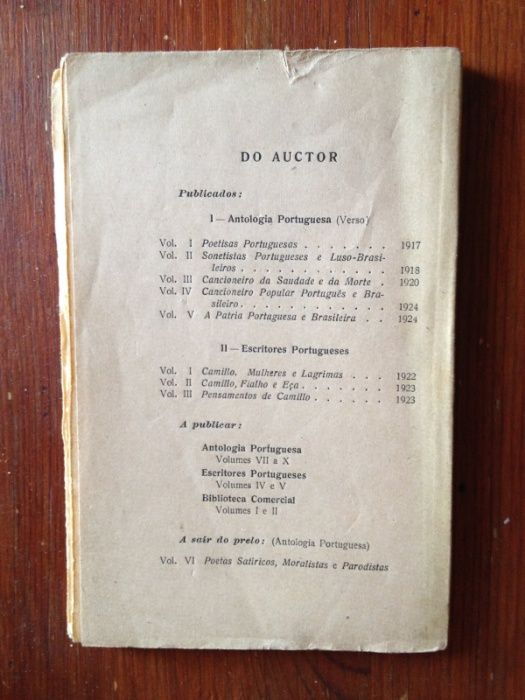 DO AUCTOR
Publicados:
I — Antologia Portuguesa (Verso)
Vol. I Poetisas Portuguesas . . . . . . . 1917
Vol. II Sonetistas Portugueses e Luso-Brasi-
leiros . . . . . . . . . . . . 1918
Vol. III Cancioneiro da Saudade e da Morte . 1920
Vol. IV Cancioneiro Popular Português e Bra-
sileiro . . . . . . . . . . . . 1924
Vol. V A Patria Portuguesa e Brasileira . . 1924
II — Escritores Portugueses
Vol. I Camillo. Mulheres e Lagrimas . . . 1922
Vol. II Camillo, Fialho e Eça . . . . . . 1923
Vol. III Pensamentos de Camillo . . . . . . 1923
A publicar:
Antologia Portuguesa
Volumes VII a X
Escritores Portugueses
Volumes IV e V
Biblioteca Comercial
Volumes I e II
A sair do prelo: (Antologia Portuguesa)
Vol. VI Poetas Satiricos, Moralistas e Parodistas